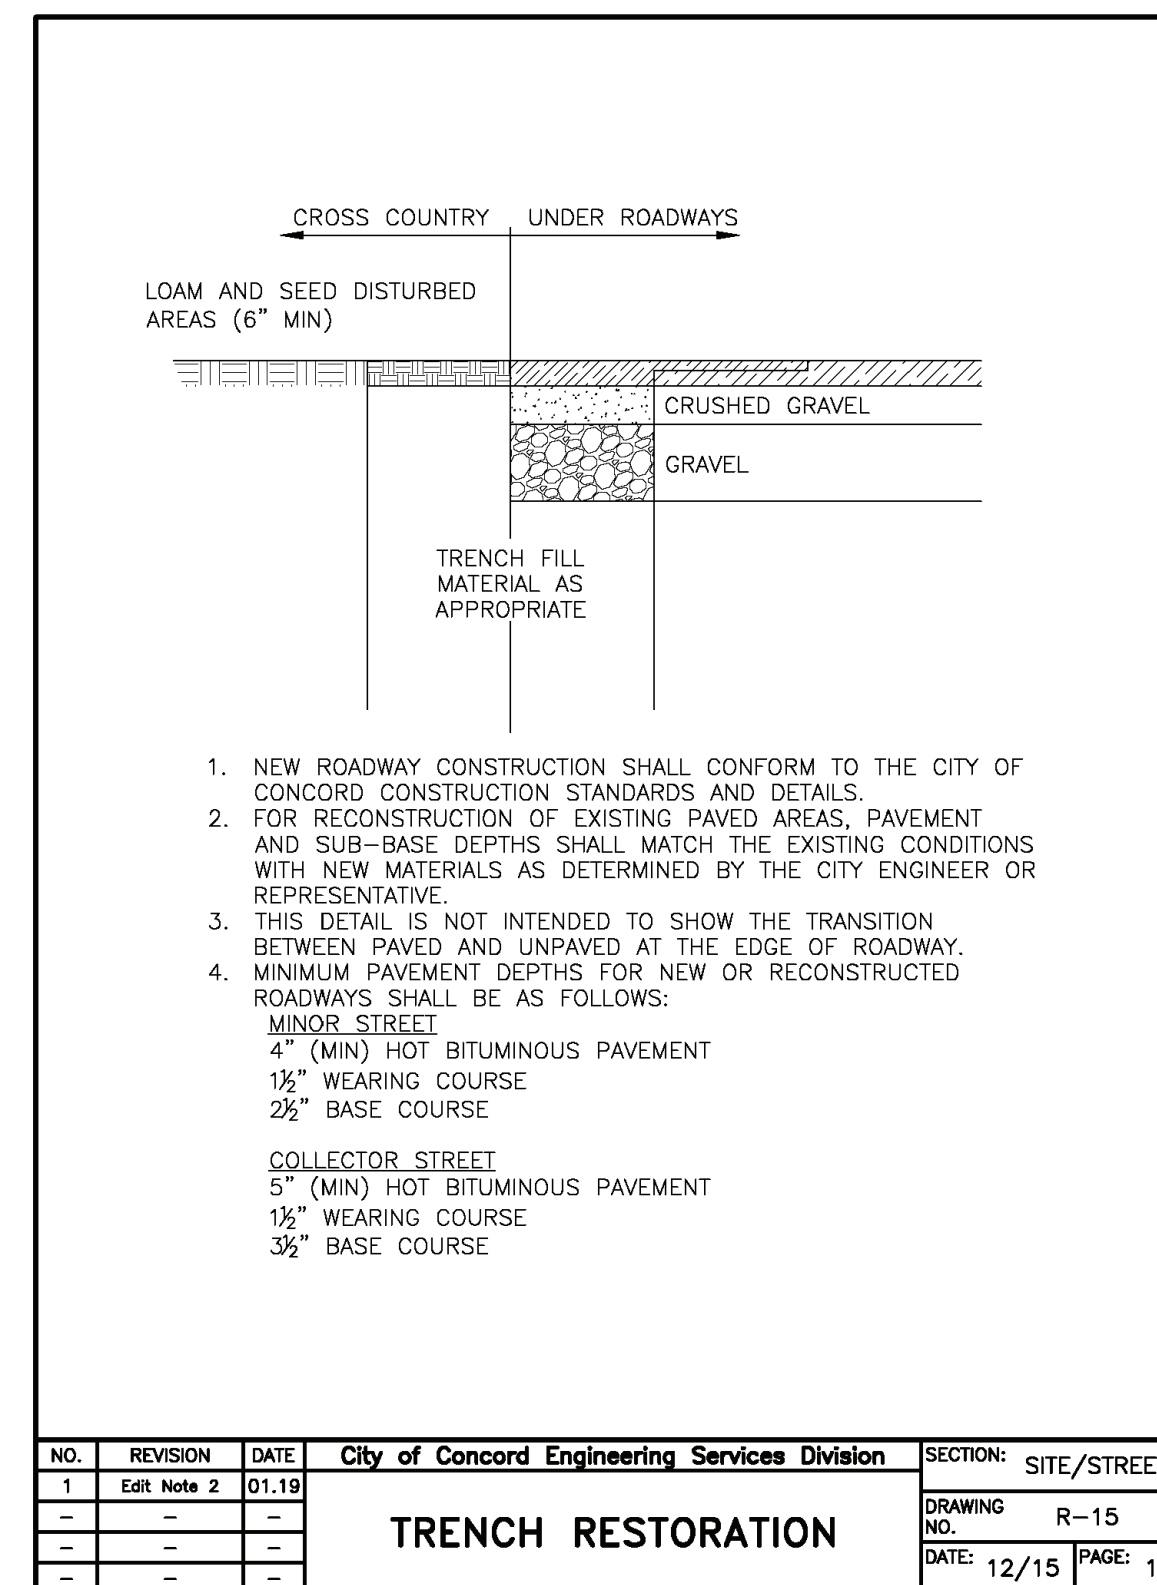 CROSS COUNTRY UNDER ROADWAYS
LOAM AND SEED DISTURBED
AREAS (6" MIN)
CRUSHED GRAVEL
GRAVEL
TRENCH FILL
MATERIAL AS
APPROPRIATE
1. NEW ROADWAY CONSTRUCTION SHALL CONFORM TO THE CITY OF
CONCORD CONSTRUCTION STANDARDS AND DETAILS.
2. FOR RECONSTRUCTION OF EXISTING PAVED AREAS, PAVEMENT
AND SUB-BASE DEPTHS SHALL MATCH THE EXISTING CONDITIONS
WITH NEW MATERIALS AS DETERMINED BY THE CITY ENGINEER OR
REPRESENTATIVE.
3. THIS DETAIL IS NOT INTENDED TO SHOW THE TRANSITION
BETWEEN PAVED AND UNPAVED AT THE EDGE OF ROADWAY.
4. MINIMUM PAVEMENT DEPTHS FOR NEW OR RECONSTRUCTED
ROADWAYS SHALL BE AS FOLLOWS:
MINOR STREET
4" (MIN) HOT BITUMINOUS PAVEMENT
1½" WEARING COURSE
2½" BASE COURSE
COLLECTOR STREET
5" (MIN) HOT BITUMINOUS PAVEMENT
1½" WEARING COURSE
3½" BASE COURSE
NO. REVISION DATE
1 Edit Note 2 01.19
- - -
- - -
- - -
City of Concord Engineering Services Division
TRENCH RESTORATION
SECTION: SITE/STREE
DRAWING NO. R-15
DATE: 12/15 PAGE: 1